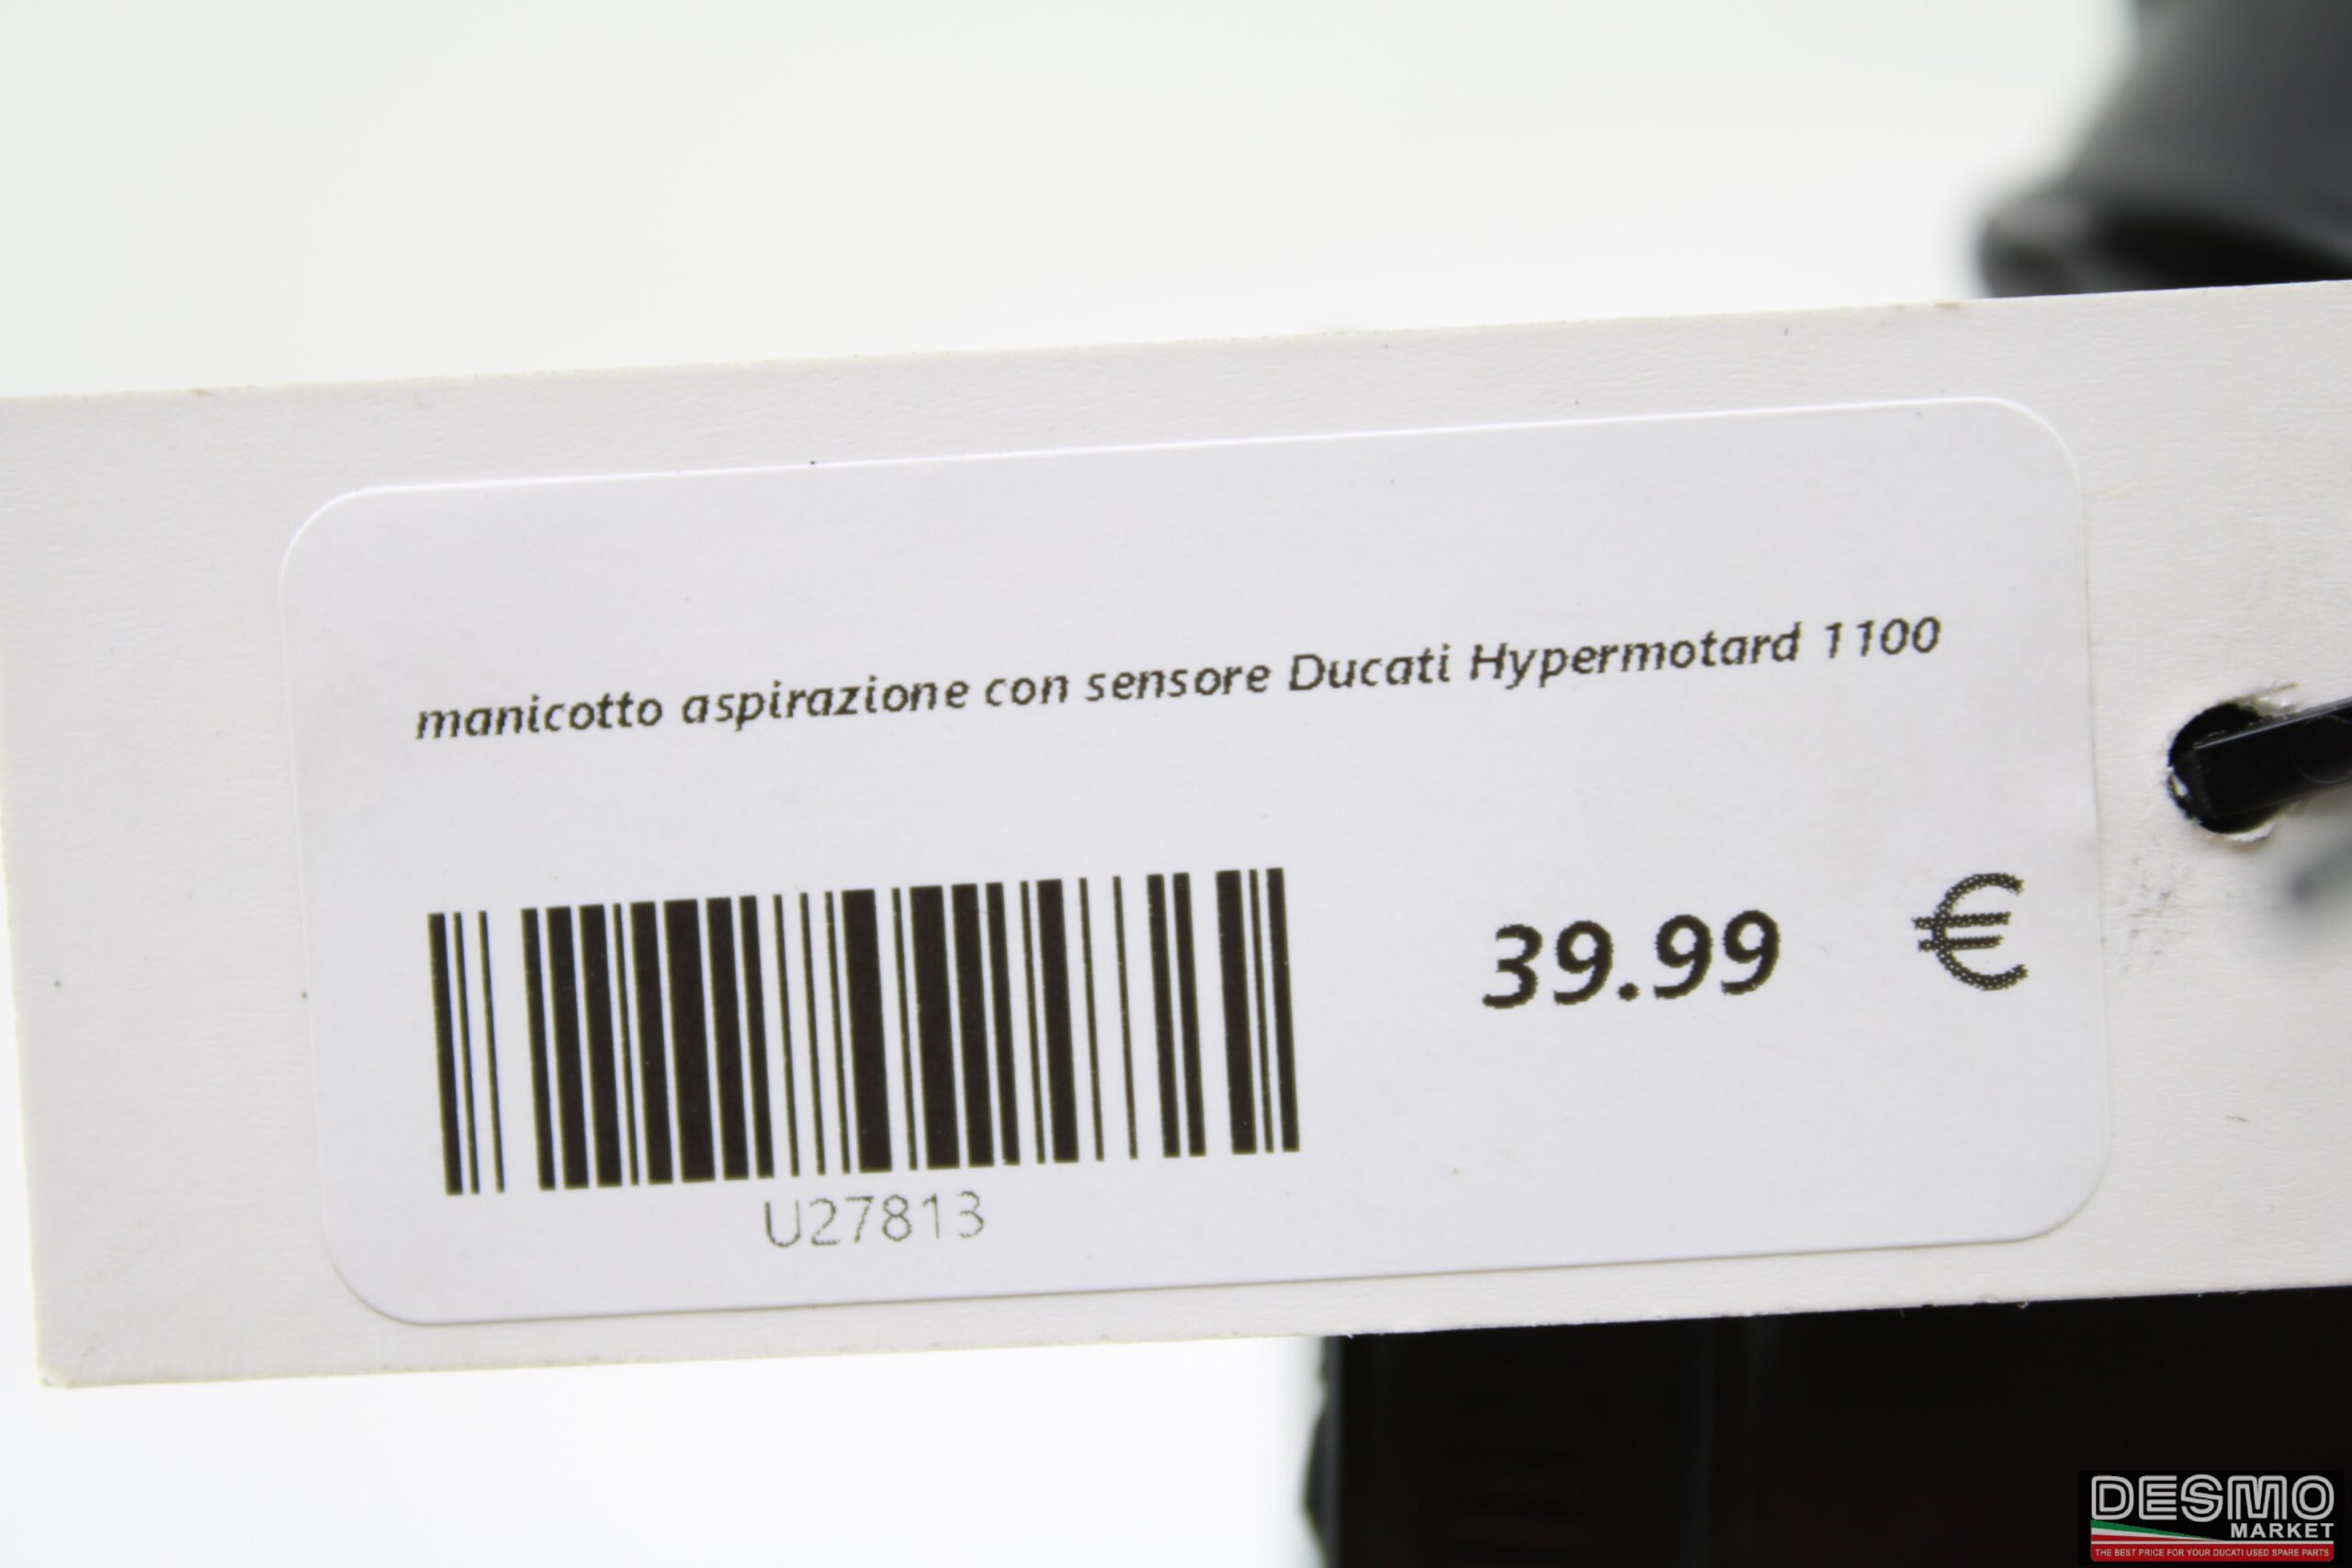 manicotto aspirazione con sensore Ducati Hypermotard 1100
39.99 €
U27813
DESMO
MARKET
THE BEST PRICE FOR YOUR DUCATI USED SPARE PARTS